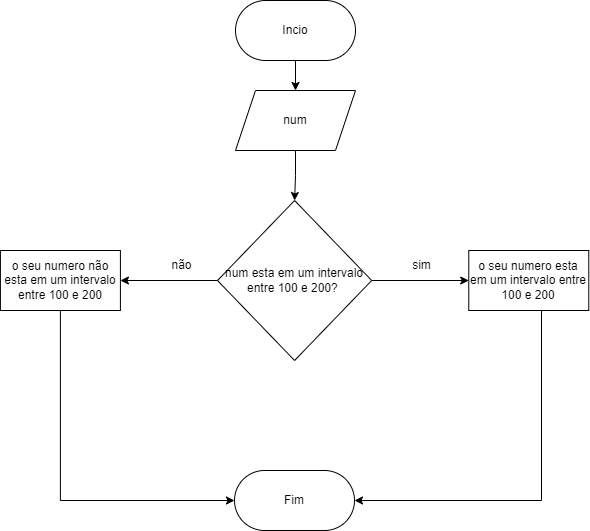 Incio
num
não
num esta em um intervalo
entre 100 e 200?
sim
o seu numero não
esta em um intervalo
entre 100 e 200
o seu numero esta
em um intervalo entre
100 e 200
Fim